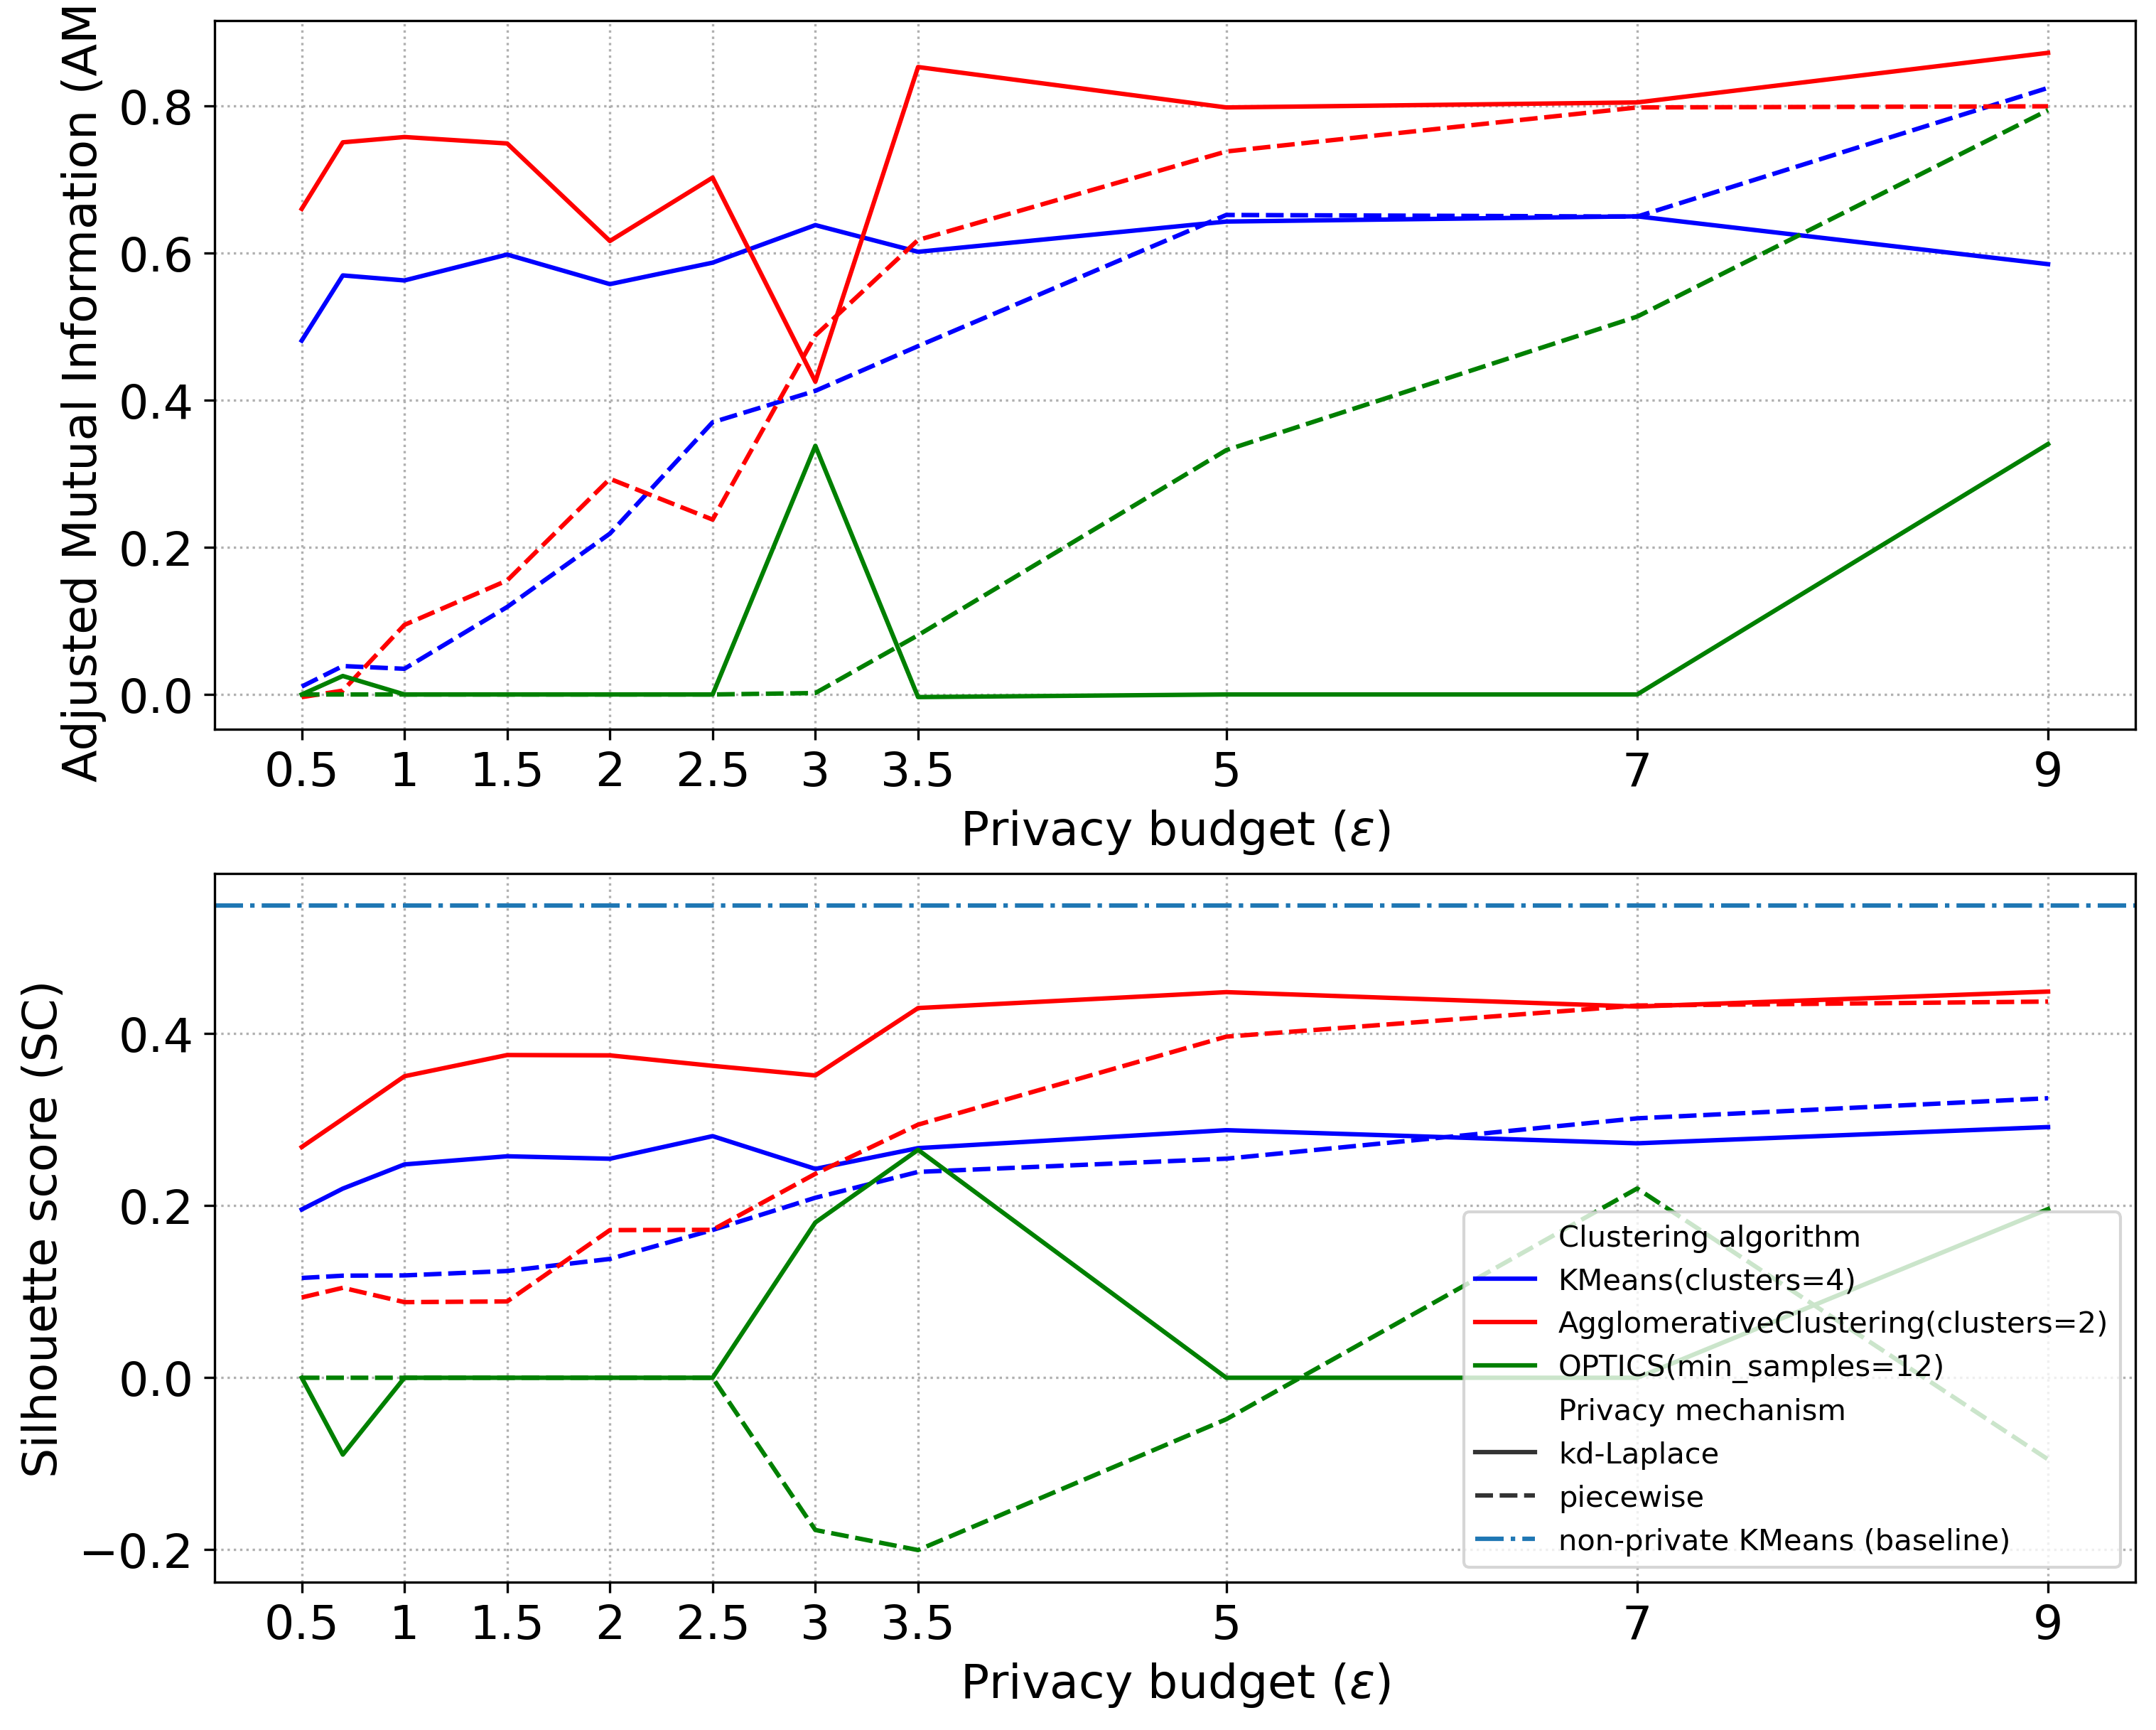 Adjusted Mutual Information (AM
0.8
0.6
0.4
0.2
0.0
0.5 1 1.5 2 2.5 3 3.5 5 7 9
Privacy budget (ε)
Silhouette score (SC)
0.4
0.2
0.0
−0.2
Clustering algorithm
KMeans(clusters=4)
AgglomerativeClustering(clusters=2)
OPTICS(min_samples=12)
Privacy mechanism
kd-Laplace
piecewise
non-private KMeans (baseline)
0.5 1 1.5 2 2.5 3 3.5 5 7 9
Privacy budget (ε)